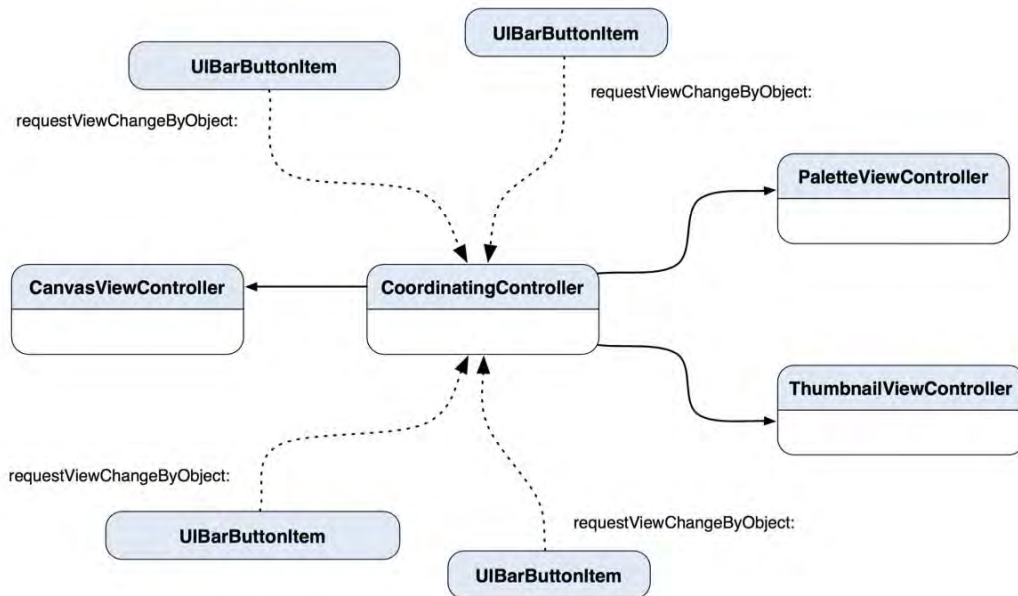 UIBarButtonItem
UIBarButtonItem
requestViewChangeByObject:
requestViewChangeByObject:
PaletteViewController
CanvasViewController
CoordinatingController
ThumbnailViewController
requestViewChangeByObject:
requestViewChangeByObject:
UIBarButtonItem
UIBarButtonItem